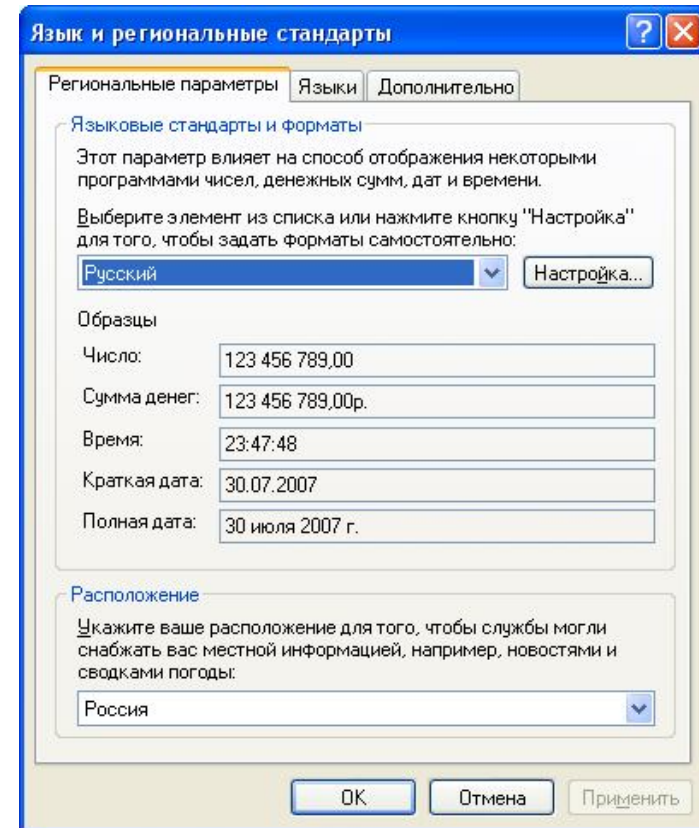 Язык и региональные стандарты
Региональные параметры Языки Дополнительно
Языковые стандарты и форматы
Этот параметр влияет на способ отображения некоторыми
программами чисел, денежных сумм, дат и времени.
Выберите элемент из списка или нажмите кнопку "Настройка"
для того, чтобы задать форматы самостоятельно:
Русский Настройка...
Образцы
Число: 123 456 789,00
Сумма денег: 123 456 789,00р.
Время: 23:47:48
Краткая дата: 30.07.2007
Полная дата: 30 июля 2007 г.
Расположение
Укажите ваше расположение для того, чтобы службы могли
снабжать вас местной информацией, например, новостями и
сводками погоды:
Россия
OK Отмена Применить